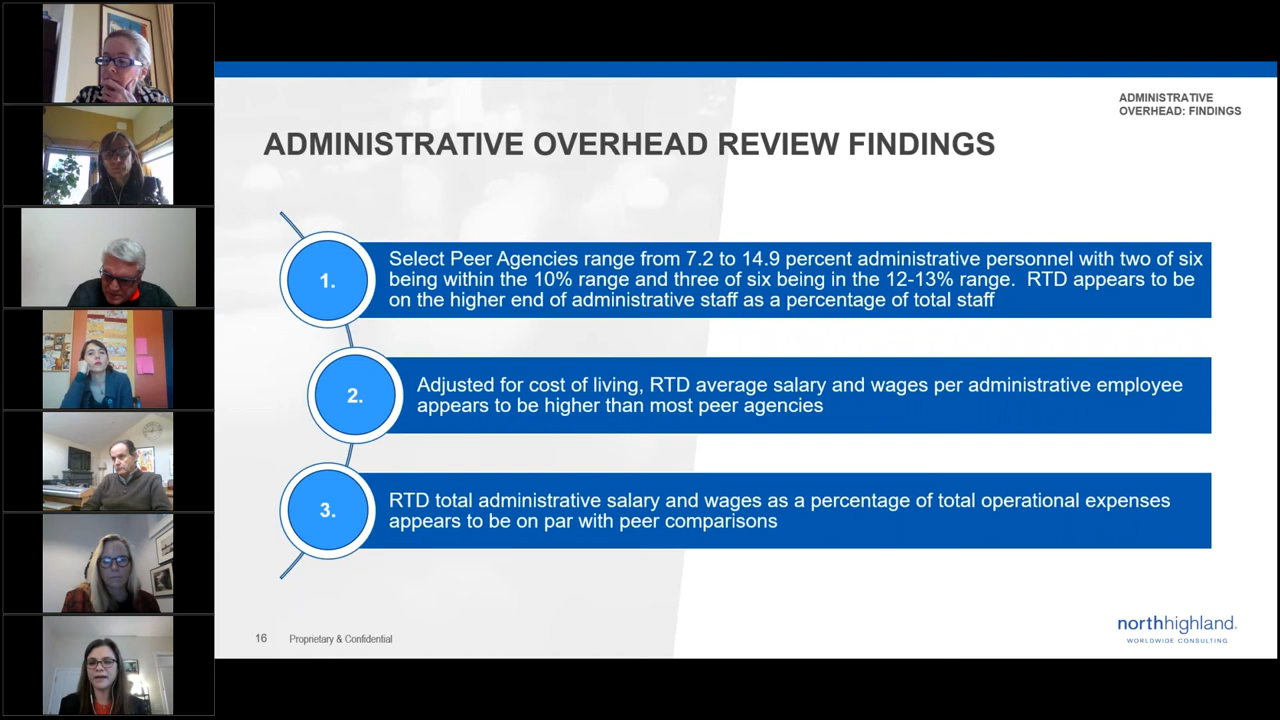 ADMINISTRATIVE
OVERHEAD: FINDINGS
ADMINISTRATIVE OVERHEAD REVIEW FINDINGS
1.
Select Peer Agencies range from 7.2 to 14.9 percent administrative personnel with two of six
being within the 10% range and three of six being in the 12-13% range. RTD appears to be
on the higher end of administrative staff as a percentage of total staff
2.
Adjusted for cost of living, RTD average salary and wages per administrative employee
appears to be higher than most peer agencies
3.
RTD total administrative salary and wages as a percentage of total operational expenses
appears to be on par with peer comparisons
16
Proprietary & Confidential
northhighland.
WORLDWIDE CONSULTING